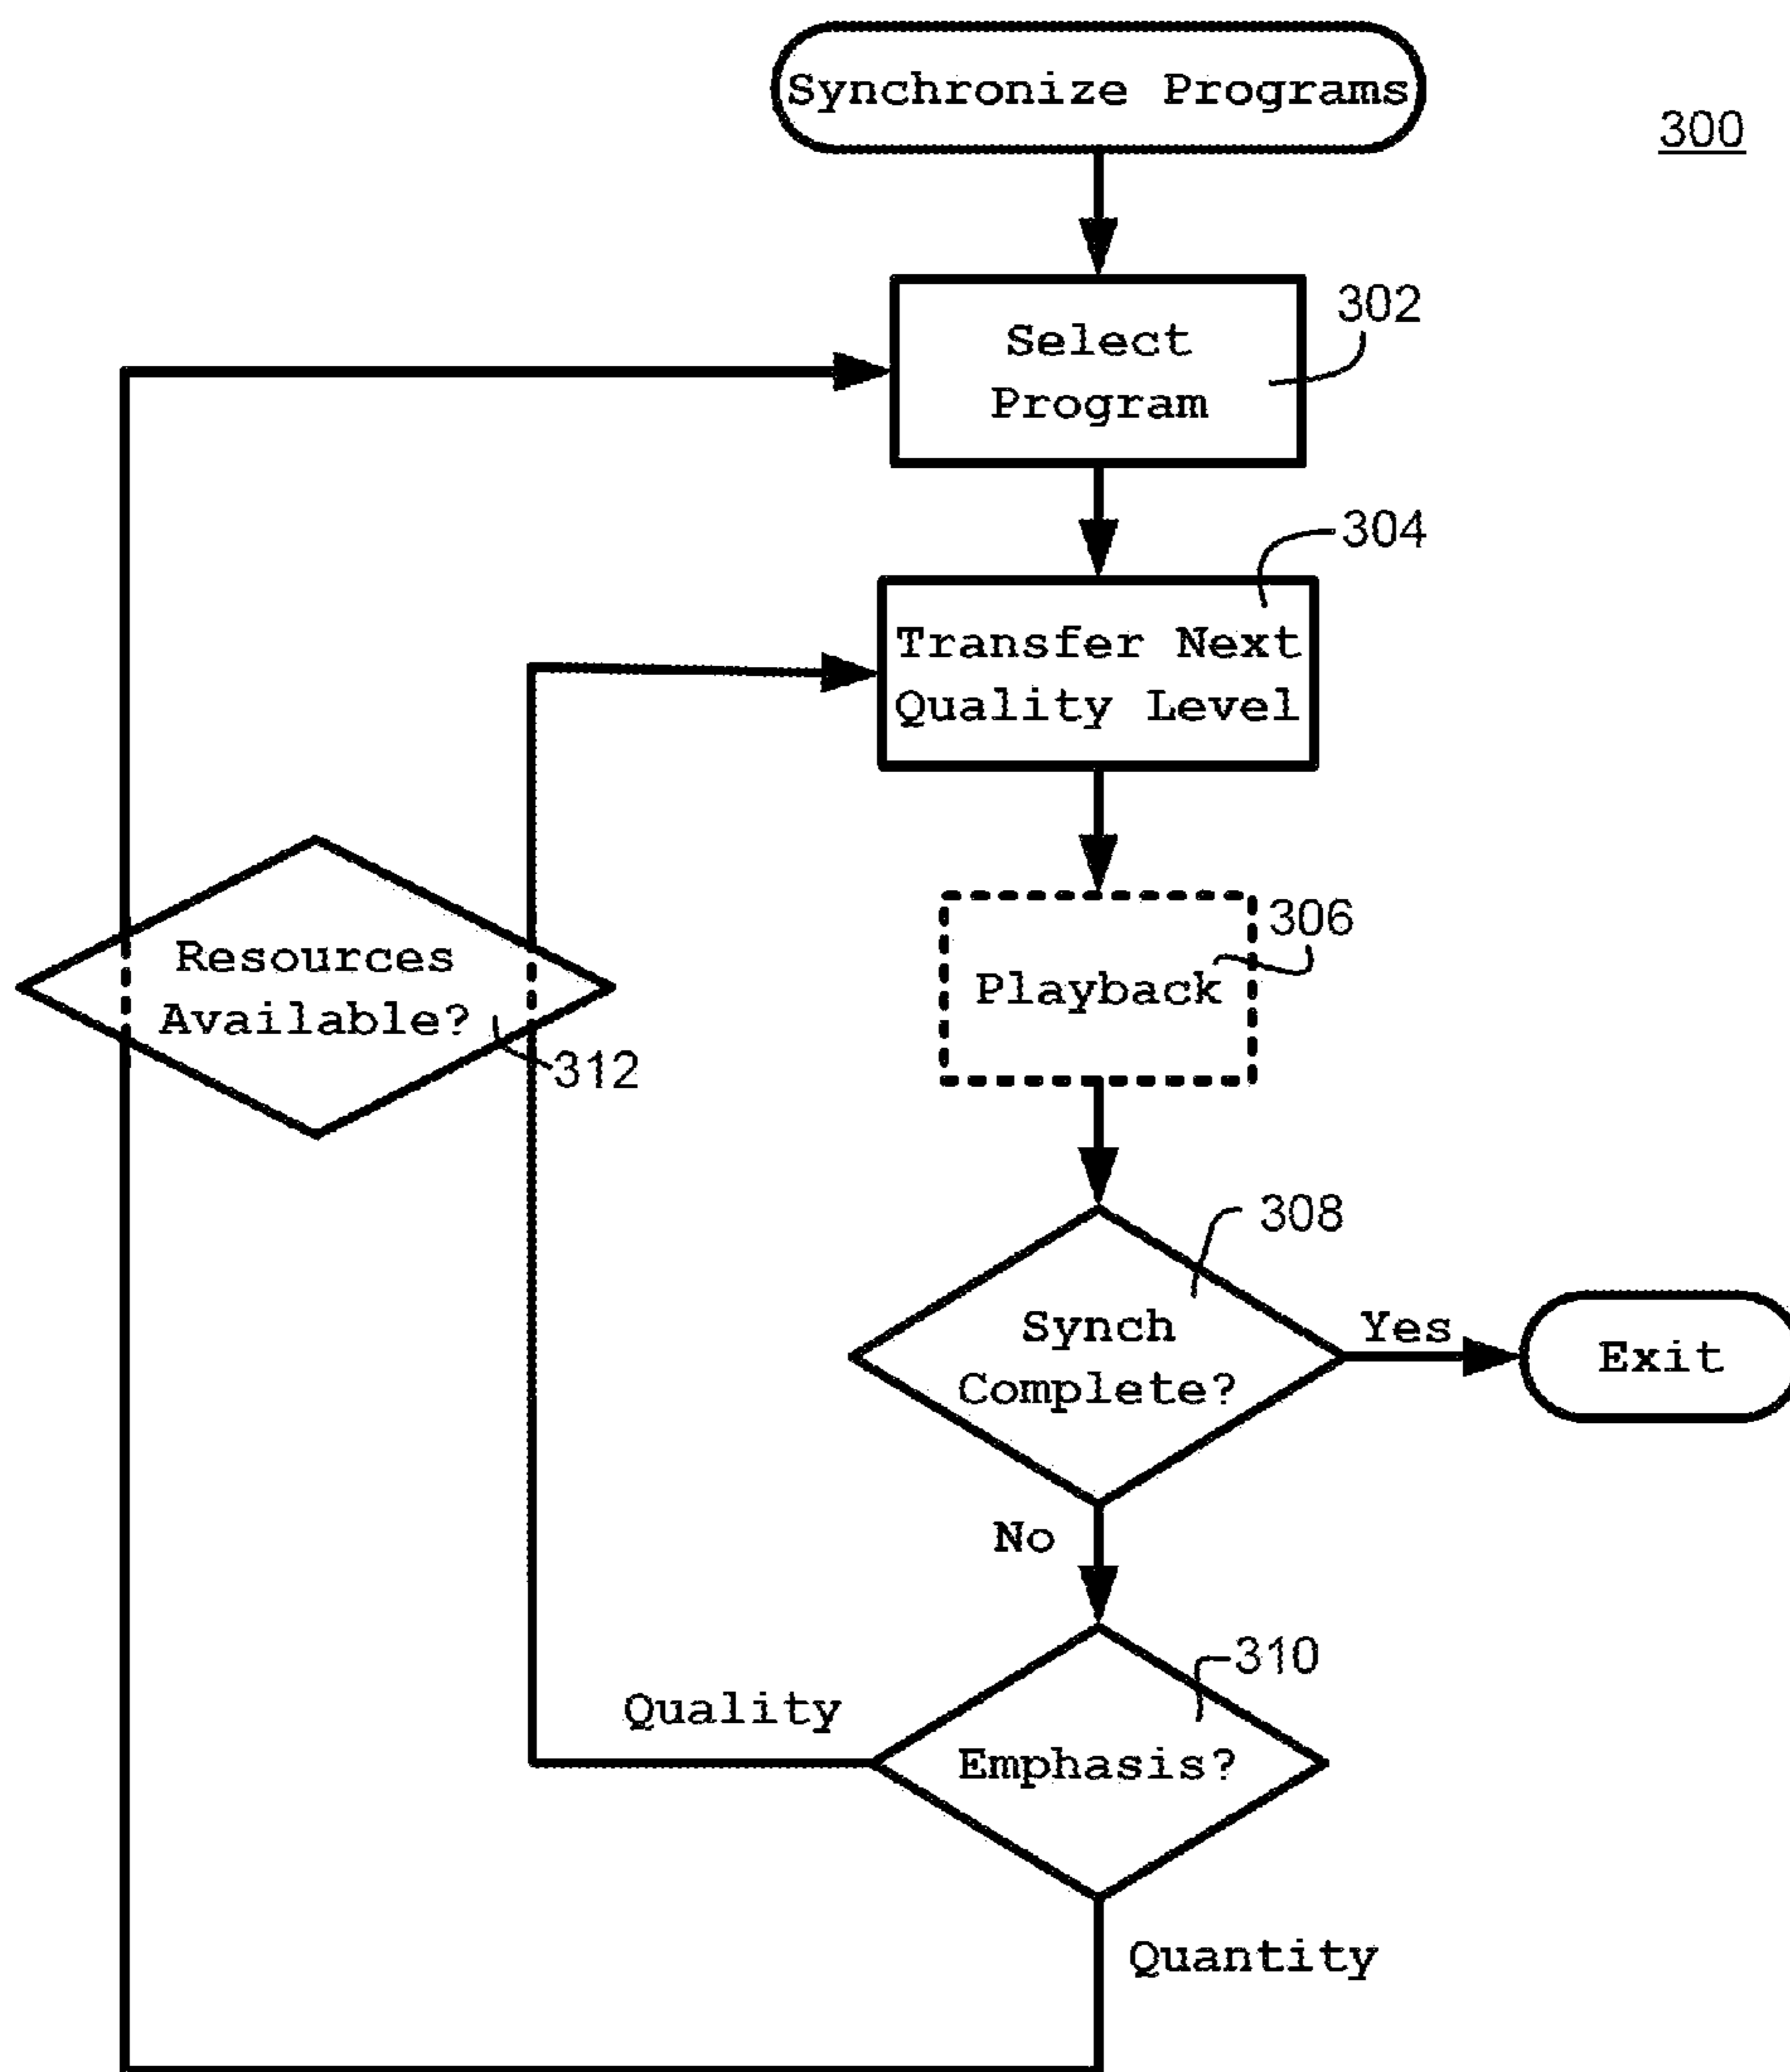 Synchronize Programs
300
Select
Program
302
304
Transfer Next
Quality Level
306
Playback
Resources
Available?
312
308
Synch
Complete?
Yes
Exit
No
310
Quality
Emphasis?
Quantity